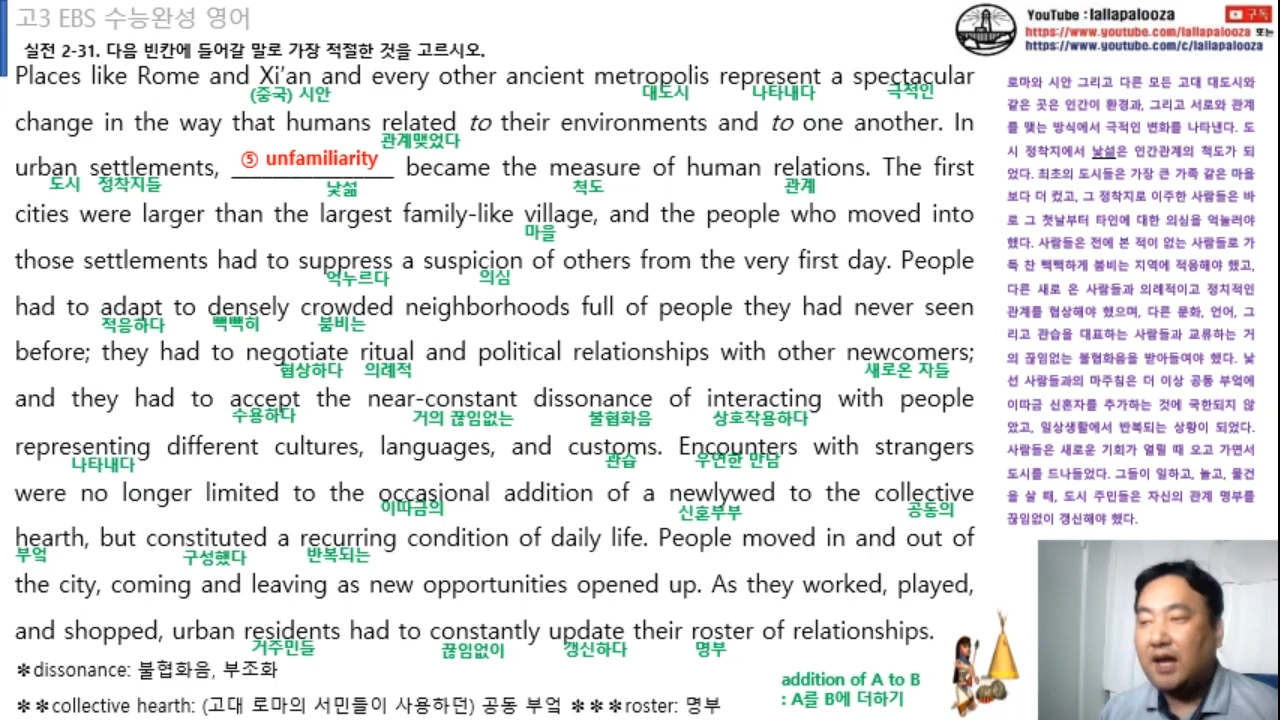 고3 EBS 수능완성 영어
YouTube : lallapalooza
구독
https://www.youtube.com/lallapalooza 또는
https://www.youtube.com/c/lallapalooza
실전 2-31. 다음 빈칸에 들어갈 말로 가장 적절한 것을 고르시오.
Places like Rome and Xi’an and every other ancient metropolis represent a spectacular
(중국) 시안 대도시 나타내다 극적인
change in the way that humans related to their environments and to one another. In
관계맺었다
⑤ unfamiliarity
urban settlements, ______________ became the measure of human relations. The first
도시 정착지들 낯섦 척도 관계
cities were larger than the largest family-like village, and the people who moved into
마을
those settlements had to suppress a suspicion of others from the very first day. People
억누르다 의심
had to adapt to densely crowded neighborhoods full of people they had never seen
적응하다 빽빽히 붐비는
before; they had to negotiate ritual and political relationships with other newcomers;
협상하다 의례적 새로온 자들
and they had to accept the near-constant dissonance of interacting with people
수용하다 거의 끊임없는 불협화음 상호작용하다
representing different cultures, languages, and customs. Encounters with strangers
나타내다 관습 우연한 만남
were no longer limited to the occasional addition of a newlywed to the collective
이따금의 신혼부부 공동의
hearth, but constituted a recurring condition of daily life. People moved in and out of
부엌 구성했다 반복되는
the city, coming and leaving as new opportunities opened up. As they worked, played,
and shopped, urban residents had to constantly update their roster of relationships.
거주민들 끊임없이 갱신하다 명부
∗dissonance: 불협화음, 부조화
∗∗collective hearth: (고대 로마의 서민들이 사용하던) 공동 부엌 ∗∗∗roster: 명부
addition of A to B
: A를 B에 더하기
로마와 시안 그리고 다른 모든 고대 대도시와
같은 곳은 인간이 환경과, 그리고 서로와 관계
를 맺는 방식에서 극적인 변화를 나타낸다. 도
시 정착지에서 낯섦은 인간관계의 척도가 되
었다. 최초의 도시들은 가장 큰 가족 같은 마을
보다 더 컸고, 그 정착지로 이주한 사람들은 바
로 그 첫날부터 타인에 대한 의심을 억눌러야
했다. 사람들은 전에 본 적이 없는 사람들로 가
득 찬 빽빽하게 붐비는 지역에 적응해야 했고,
다른 새로 온 사람들과 의례적이고 정치적인
관계를 협상해야 했으며, 다른 문화, 언어, 그
리고 관습을 대표하는 사람들과 교류하는 거
의 끊임없는 불협화음을 받아들여야 했다. 낯
선 사람들과의 마주침은 더 이상 공동 부엌에
이따금 신혼자를 추가하는 것에 국한되지 않
았고, 일상생활에서 반복되는 상황이 되었다.
사람들은 새로운 기회가 열릴 때 오고 가면서
도시를 드나들었다. 그들이 일하고, 놀고, 물건
을 살 때, 도시 주민들은 자신의 관계 명부를
끊임없이 갱신해야 했다.